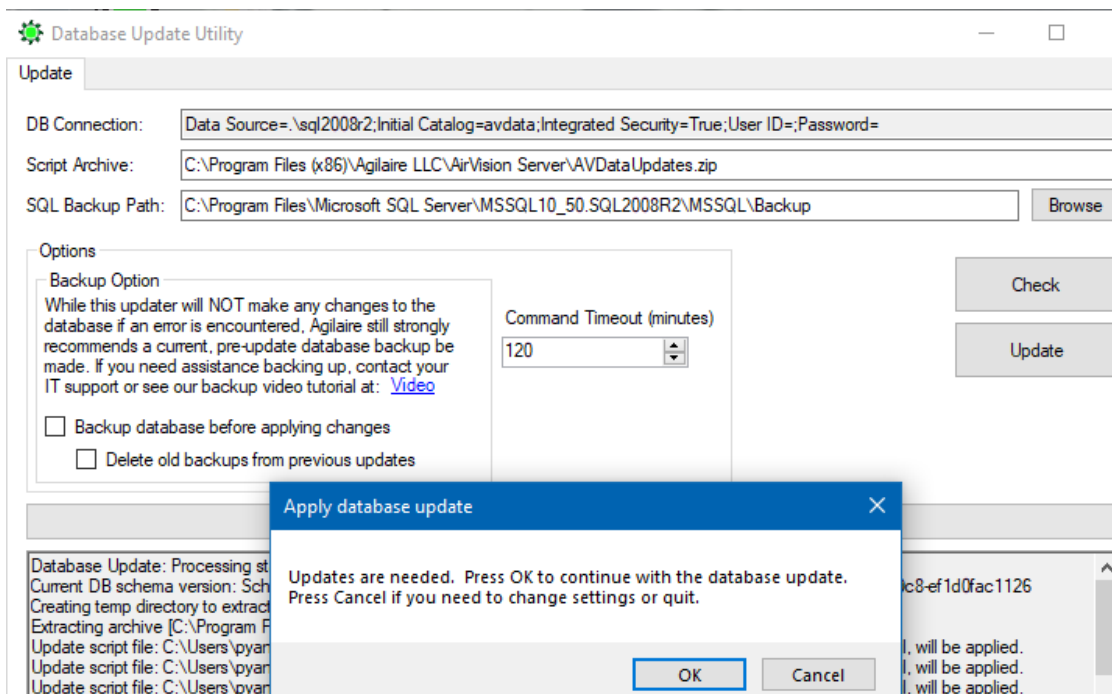 Database Update Utility
Update
DB Connection:
Data Source=.\sql2008r2;Initial Catalog=avdata;Integrated Security=True;User ID=;Password=
Script Archive:
C:\Program Files (x86)\Agilaire LLC\AirVision Server\AVDataUpdates.zip
SQL Backup Path:
C:\Program Files\Microsoft SQL Server\MSSQL10_50.SQL2008R2\MSSQL\Backup
Browse
Options
Backup Option
While this updater will NOT make any changes to the
database if an error is encountered, Agilaire still strongly
recommends a current, pre-update database backup be
made. If you need assistance backing up, contact your
IT support or see our backup video tutorial at: Video
Backup database before applying changes
Delete old backups from previous updates
Command Timeout (minutes)
120
Check
Update
Apply database update
Updates are needed. Press OK to continue with the database update.
Press Cancel if you need to change settings or quit.
OK
Cancel
Database Update: Processing st
Current DB schema version: Sch
c8-ef1d0fac1126
Creating temp directory to extract
Extracting archive [C:\Program F
Update script file: C:\Users\pyar
l, will be applied.
Update script file: C:\Users\pyar
l, will be applied.
Update script file: C:\Users\pyar
l, will be applied.